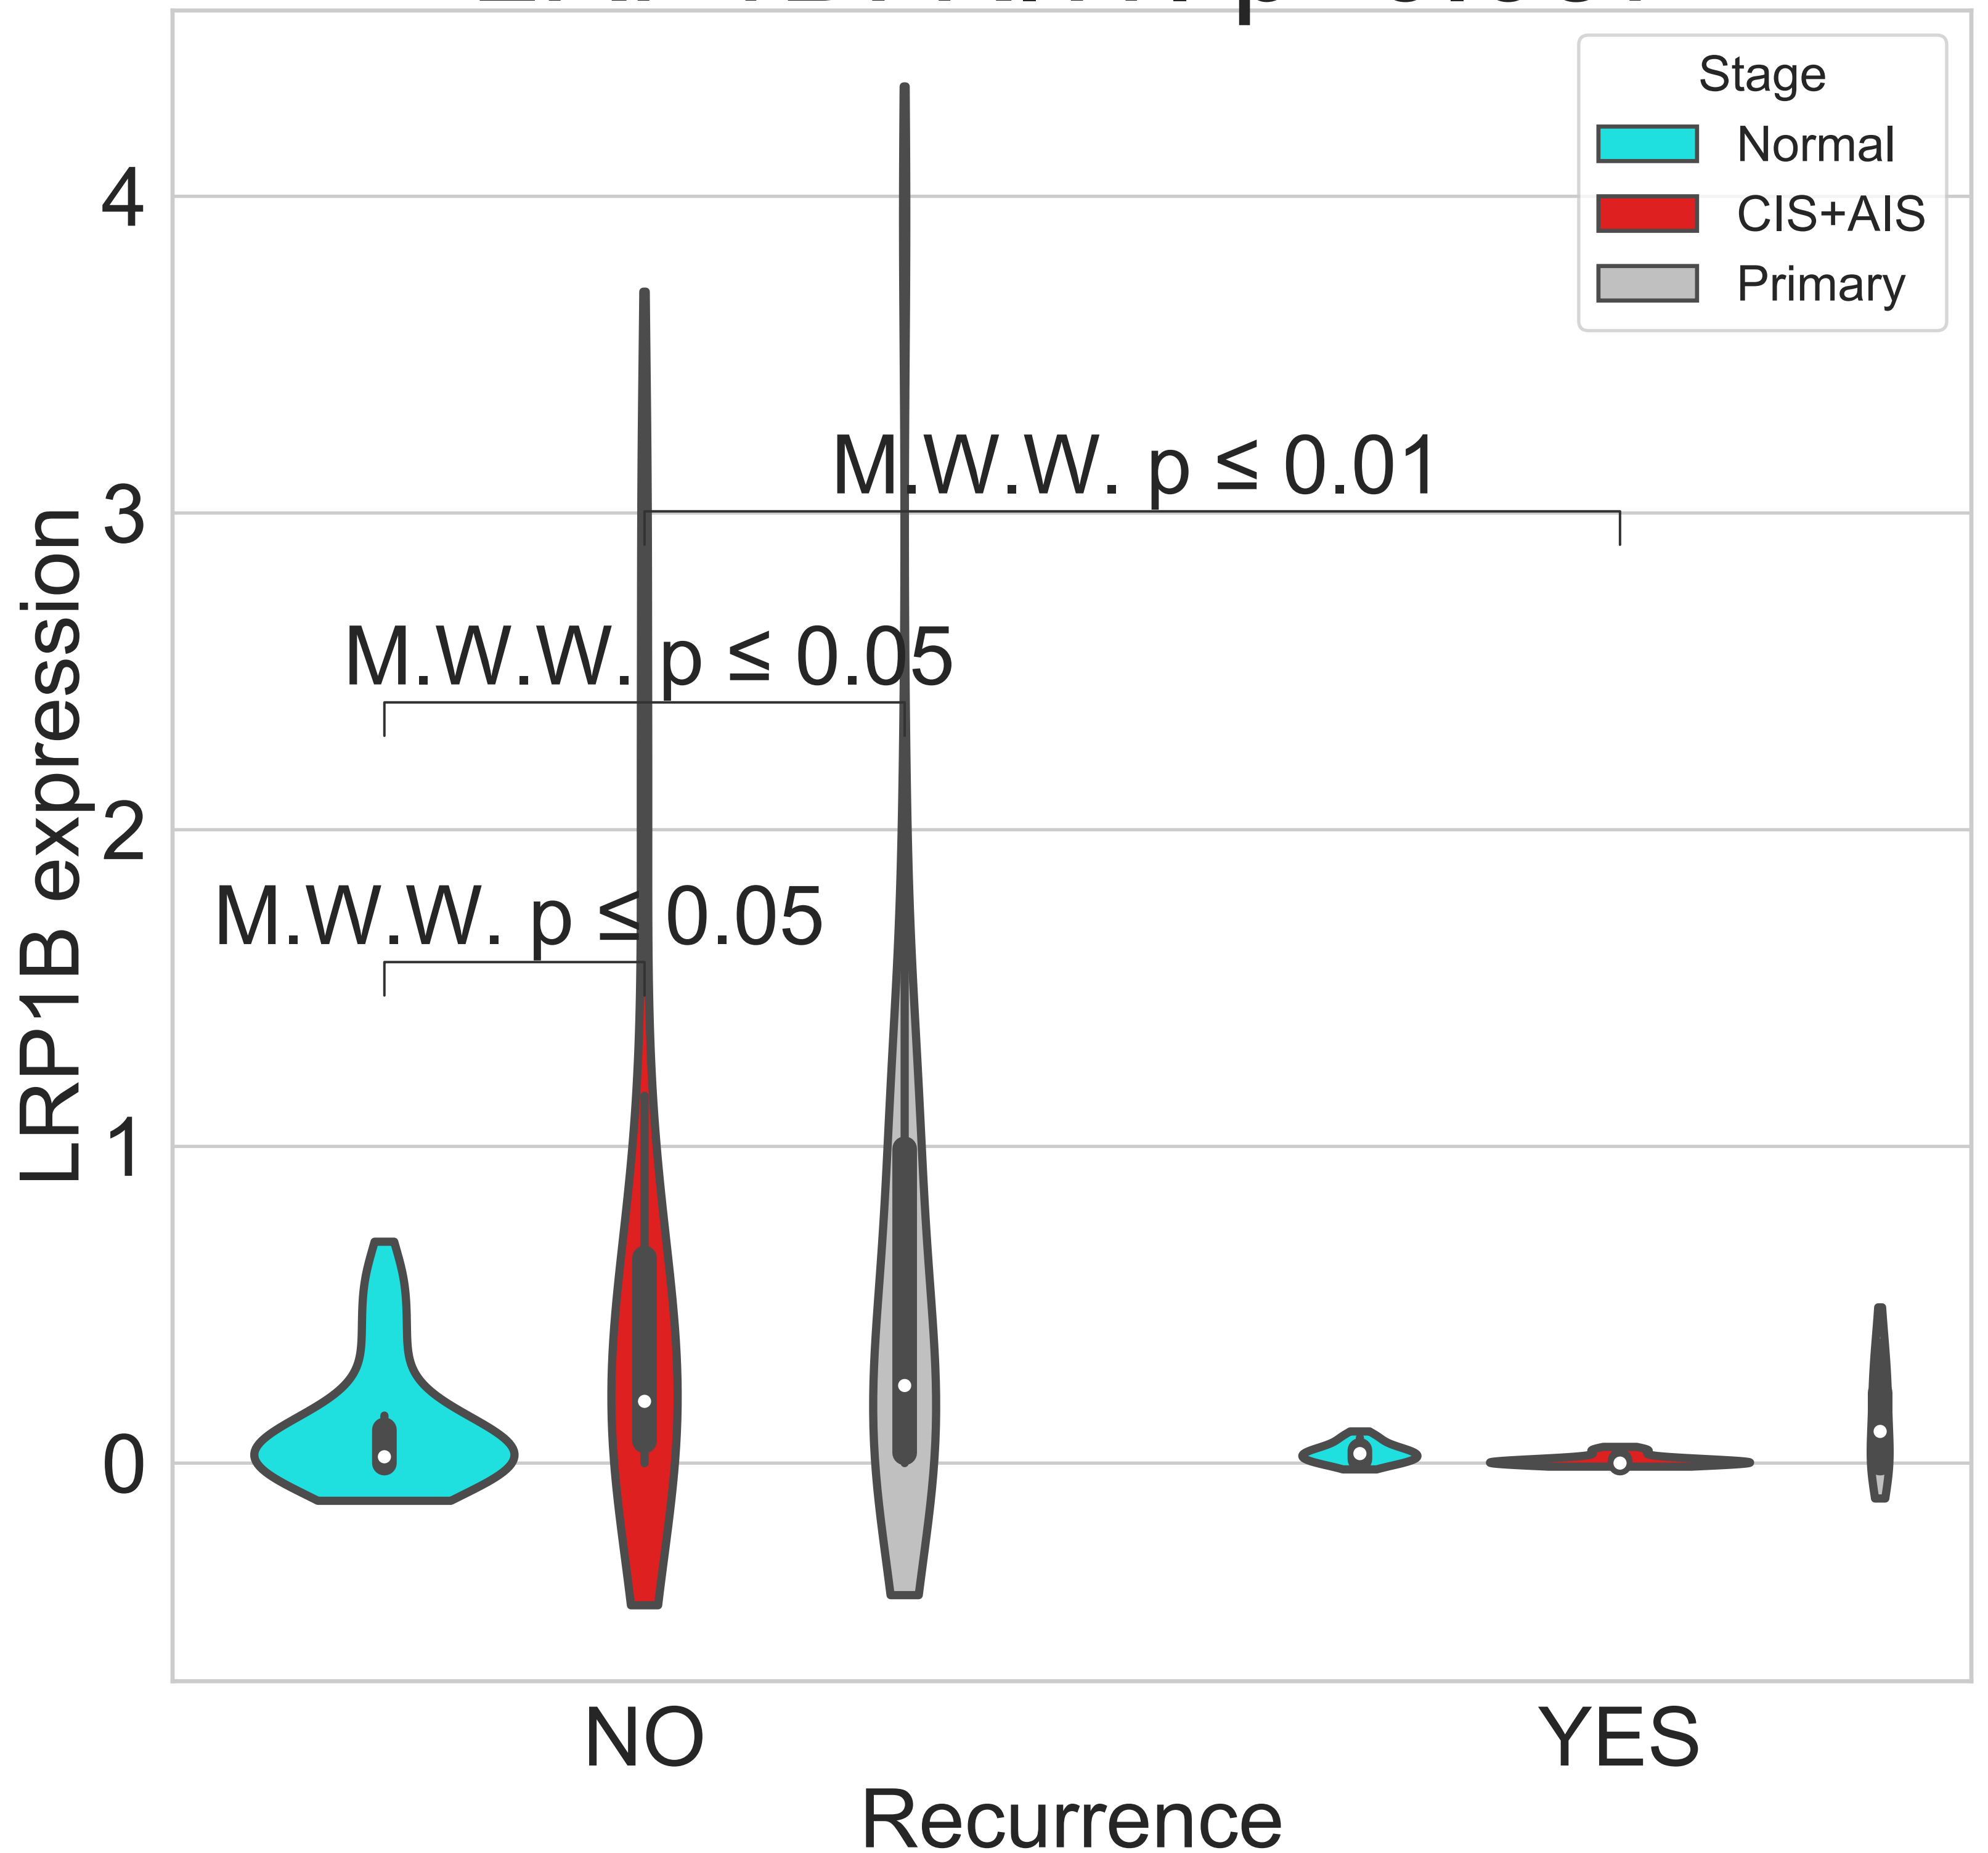 Stage
Normal
CIS+AIS
Primary
4
3
2
1
0
LRP1B expression
M.W.W. p ≤ 0.01
M.W.W. p ≤ 0.05
M.W.W. p ≤ 0.05
NO
YES
Recurrence